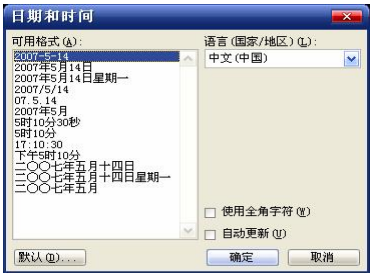 日期和时间
可用格式(A):
语言(国家/地区)(L):
2007-5-14
中文(中国)
2007年5月14日
2007年5月14日星期一
2007/5/14
07.5.14
2007年5月
5时10分30秒
5时10分
17:10:30
下午5时10分
二○○七年五月十四日
二○○七年五月十四日星期一
二○○七年五月
使用全角字符(W)
自动更新(U)
默认(D)...
确定
取消